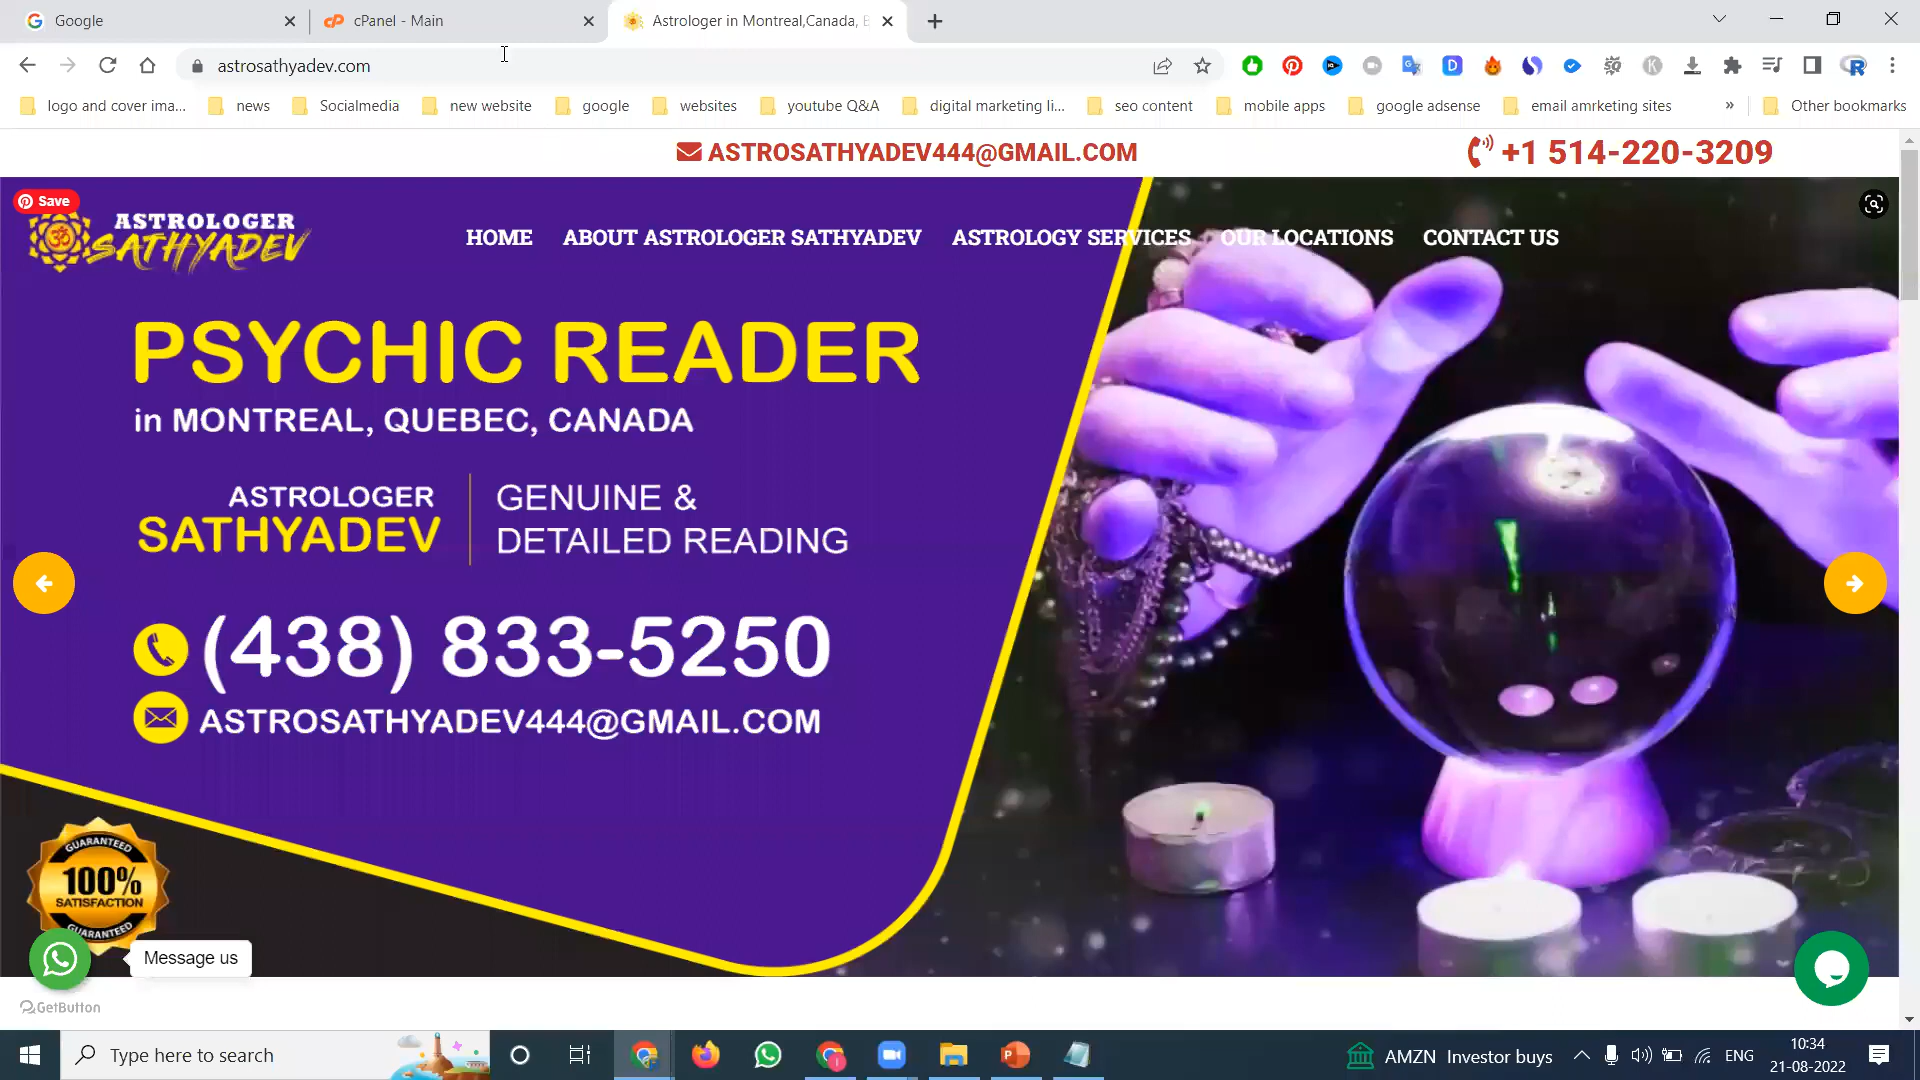 Google
cPanel - Main
Astrologer in Montreal,Canada, B
astrosathyadev.com
logo and cover ima...
news
Socialmedia
new website
google
websites
youtube Q&A
digital marketing li...
seo content
mobile apps
google adsense
email amrketing sites
»
Other bookmarks
ASTROSATHYADEV444@GMAIL.COM
+1 514-220-3209
Save
ASTROLOGER
SATHYADEV
HOME
ABOUT ASTROLOGER SATHYADEV
ASTROLOGY SERVICES
OUR LOCATIONS
CONTACT US
PSYCHIC READER
in MONTREAL, QUEBEC, CANADA
ASTROLOGER
SATHYADEV
GENUINE &
DETAILED READING
(438) 833-5250
ASTROSATHYADEV444@GMAIL.COM
GUARANTEED
100%
SATISFACTION
GUARANTEED
Message us
GetButton
Type here to search
AMZN Investor buys
ENG
10:34
21-08-2022